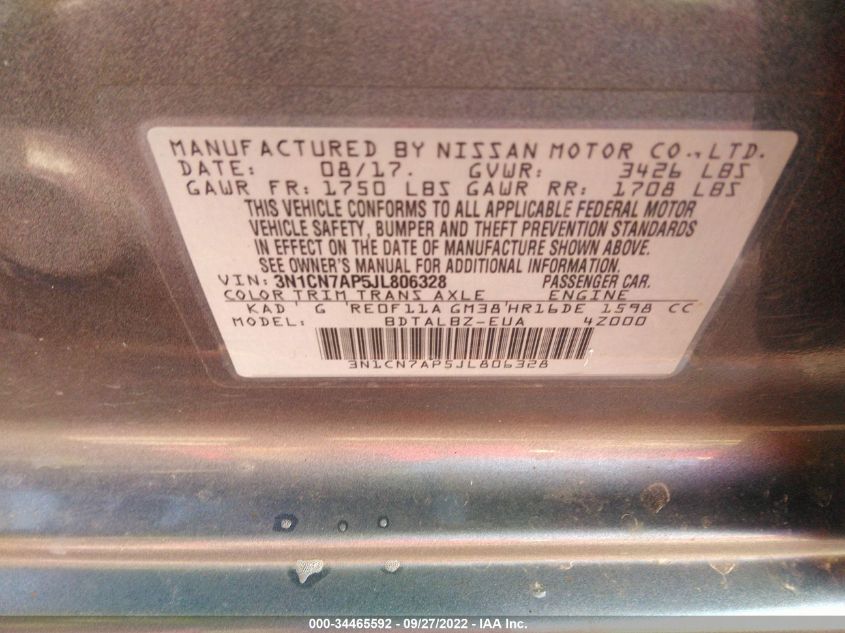 MANUFACTURED BY NISSAN MOTOR CO., LTD.
DATE: 08/17. GVWR: 3426 LBS
GAWR FR: 1750 LBS GAWR RR: 1708 LBS
THIS VEHICLE CONFORMS TO ALL APPLICABLE FEDERAL MOTOR
VEHICLE SAFETY, BUMPER AND THEFT PREVENTION STANDARDS
IN EFFECT ON THE DATE OF MANUFACTURE SHOWN ABOVE.
SEE OWNER'S MANUAL FOR ADDITIONAL INFORMATION.
VIN: 3N1CN7AP5JL806328 PASSENGER CAR.
COLOR TRIM TRANS AXLE ENGINE
KAD' G 'RE0F11A GM38'HR16DE 1598 CC
MODEL: BDTALBZ-EUA 4Z000
3N1CN7AP5JL806328
000-34465592 - 09/27/2022 - IAA Inc.